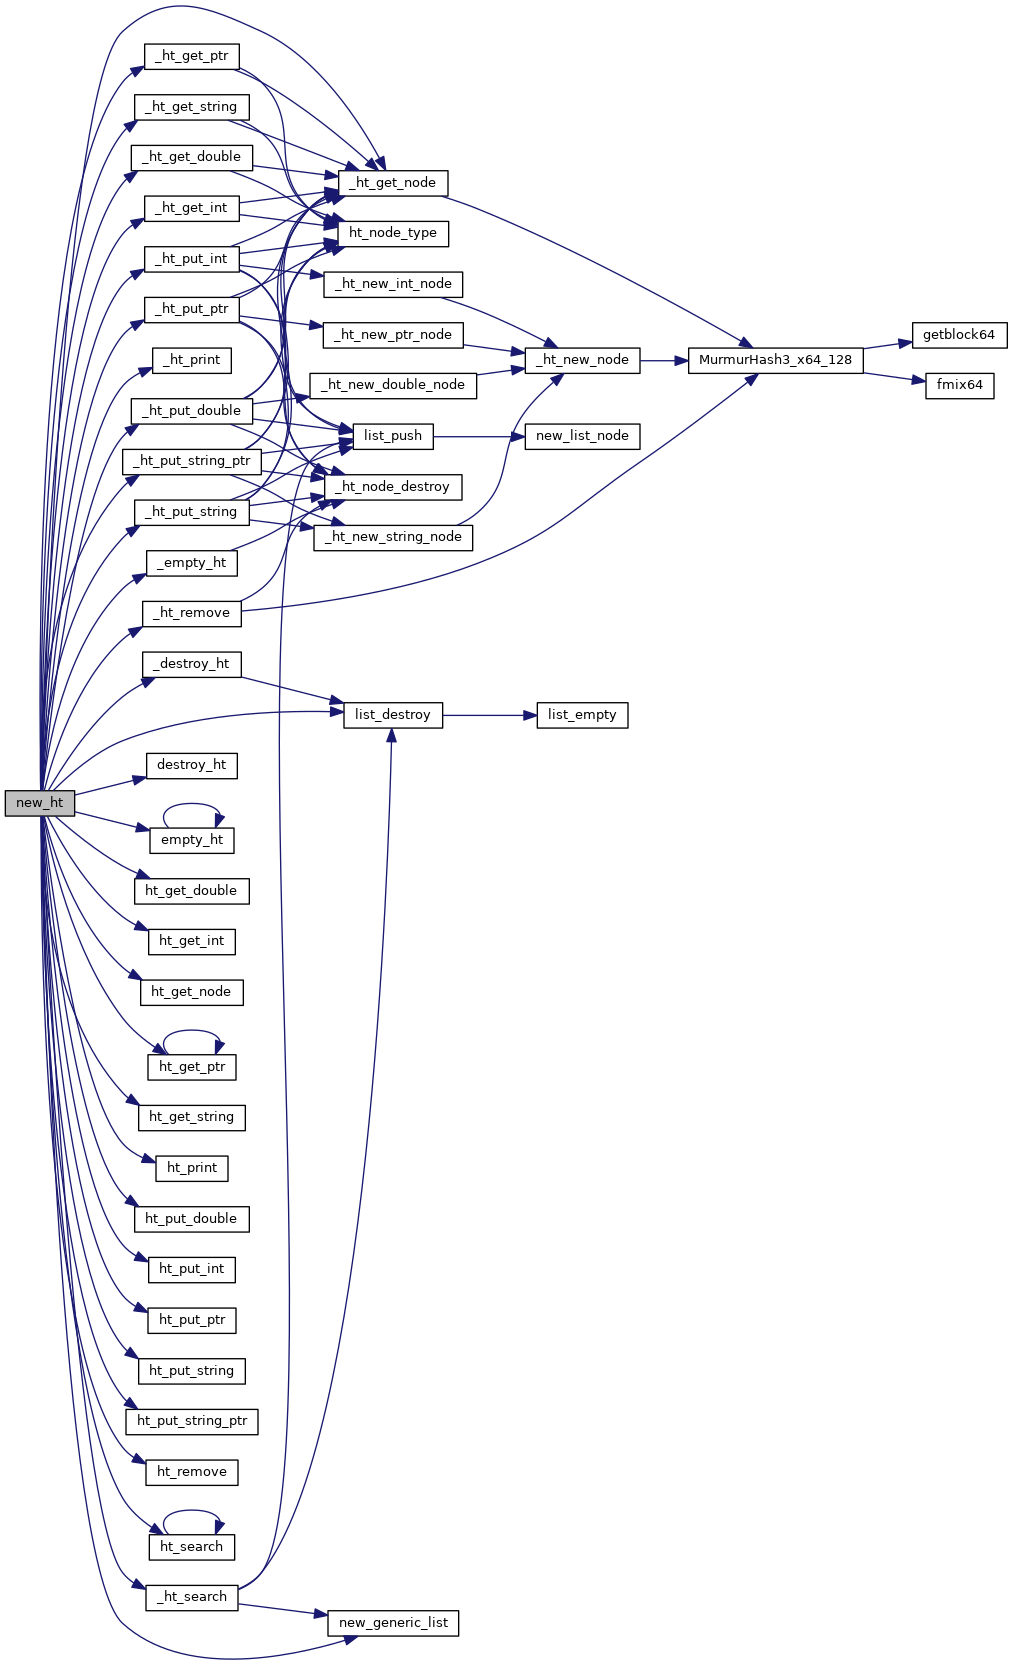 new_ht
_ht_get_ptr
_ht_get_string
_ht_get_double
_ht_get_int
_ht_put_int
_ht_put_ptr
_ht_print
_ht_put_double
_ht_put_string_ptr
_ht_put_string
_empty_ht
_ht_remove
_destroy_ht
destroy_ht
empty_ht
ht_get_double
ht_get_int
ht_get_node
ht_get_ptr
ht_get_string
ht_print
ht_put_double
ht_put_int
ht_put_ptr
ht_put_string
ht_put_string_ptr
ht_remove
ht_search
_ht_search
_ht_get_node
ht_node_type
_ht_new_int_node
_ht_new_ptr_node
_ht_new_double_node
list_push
_ht_node_destroy
_ht_new_string_node
list_destroy
new_generic_list
_ht_new_node
new_list_node
list_empty
MurmurHash3_x64_128
getblock64
fmix64